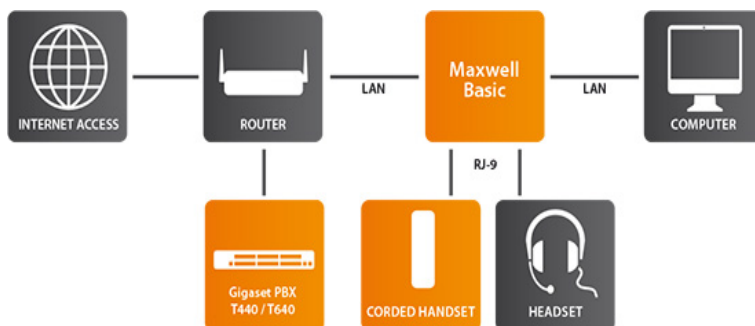 Maxwell
Basic
INTERNET ACCESS
ROUTER
LAN
LAN
COMPUTER
RJ-9
Gigaset PBX
T440 / T640
CORDED HANDSET
HEADSET